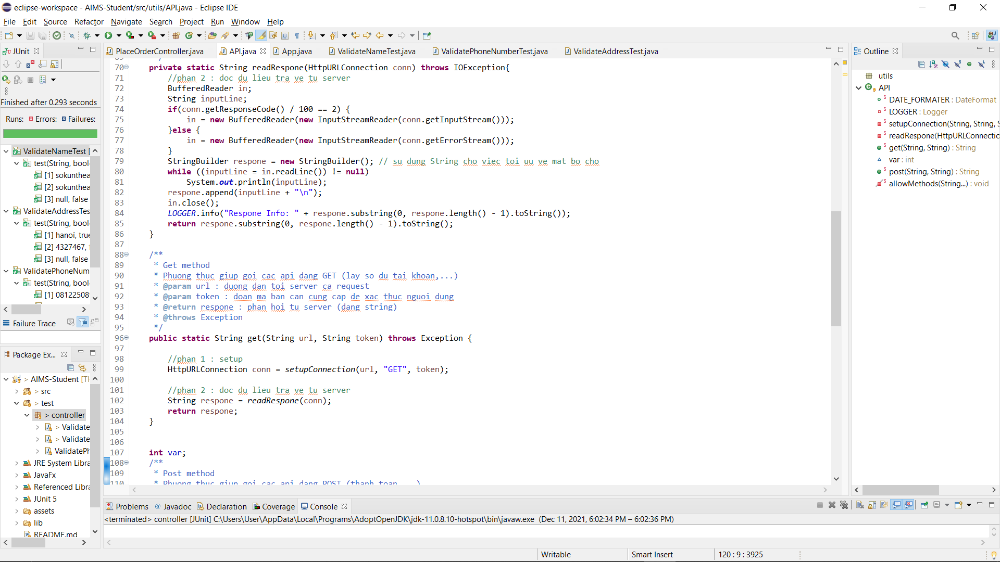 eclipse-workspace - AIMS-Student/src/utils/API.java - Eclipse IDE
File Edit Source Refactor Navigate Search Project Run Window Help
JUnit
Finished after 0.293 seconds
Runs: Errors: Failures:
ValidateNameTest [
test(String, bool
[1] sokunthea
[2] sokunthea
[3] null, false
ValidateAddressTes
test(String, bool
[1] hanoi, true
[2] 4327467,
[3] null, false
ValidatePhoneNum
test(String, bool
[1] 08122508
Failure Trace
Package Ex...
> AIMS-Student [TH
> src
> test
> controller
> Validate
> Validate
ValidatePh
JRE System Libra
JavaFx
Referenced Libra
JUnit 5
assets
lib
README.md
PlaceOrderController.java API.java App.java ValidateNameTest.java ValidatePhoneNumberTest.java ValidateAddressTest.java
69 */
70 private static String readRespone(HttpURLConnection conn) throws IOException{
71 //phan 2 : doc du lieu tra ve tu server
72 BufferedReader in;
73 String inputLine;
74 if(conn.getResponseCode() / 100 == 2) {
75 in = new BufferedReader(new InputStreamReader(conn.getInputStream()));
76 }else {
77 in = new BufferedReader(new InputStreamReader(conn.getErrorStream()));
78 }
79 StringBuilder respone = new StringBuilder(); // su dung String cho viec toi uu ve mat bo cho
80 while ((inputLine = in.readLine()) != null)
81 System.out.println(inputLine);
82 respone.append(inputLine + "\n");
83 in.close();
84 LOGGER.info("Respone Info: " + respone.substring(0, respone.length() - 1).toString());
85 return respone.substring(0, respone.length() - 1).toString();
86 }
87
88 /**
89 * Get method
90 * Phuong thuc giup goi cac api dang GET (lay so du tai khoan,...)
91 * @param url : duong dan toi server ca request
92 * @param token : doan ma ban can cung cap de xac thuc nguoi dung
93 * @return respone : phan hoi tu server (dang string)
94 * @throws Exception
95 */
96 public static String get(String url, String token) throws Exception {
97
98 //phan 1 : setup
99 HttpURLConnection conn = setupConnection(url, "GET", token);
100
101 //phan 2 : doc du lieu tra ve tu server
102 String respone = readRespone(conn);
103 return respone;
104 }
105
106
107 int var;
108 /**
109 * Post method
110 * Phuong thuc giup goi cac api dang POST (thanh toan,...)
Outline
utils
API
DATE_FORMATER : DateFormat
LOGGER : Logger
setupConnection(String, String, S
readRespone(HttpURLConnectio
get(String, String) : String
var : int
post(String, String) : String
allowMethods(String...) : void
Problems Javadoc Declaration Coverage Console
<terminated> controller [JUnit] C:\Users\User\AppData\Local\Programs\AdoptOpenJDK\jdk-11.0.8.10-hotspot\bin\javaw.exe (Dec 11, 2021, 6:02:34 PM – 6:02:36 PM)
Writable Smart Insert 120 : 9 : 3925